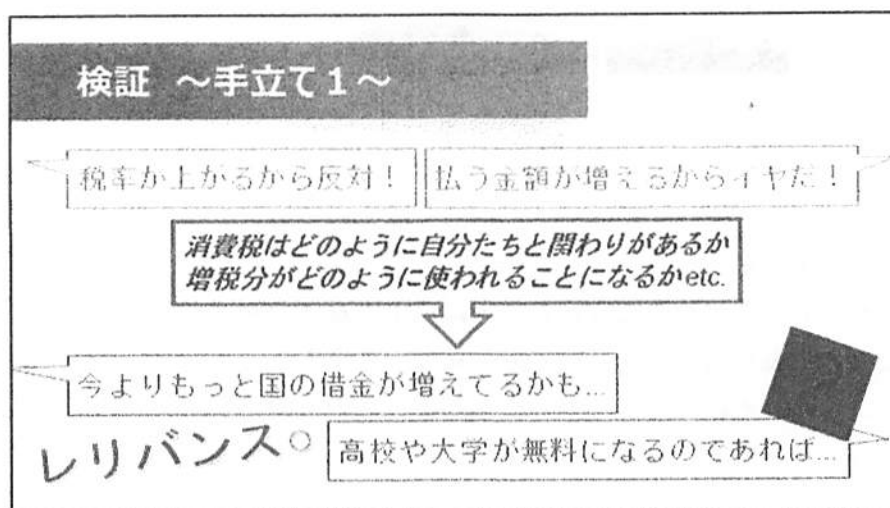 検証 ~手立て1~
税率が上がるから反対!
払う金額が増えるからイヤだ!
消費税はどのように自分たちと関わりがあるか
増税分がどのように使われることになるかetc.
今よりもっと国の借金が増えてるかも...
レリバンス○
高校や大学が無料になるのであれば...